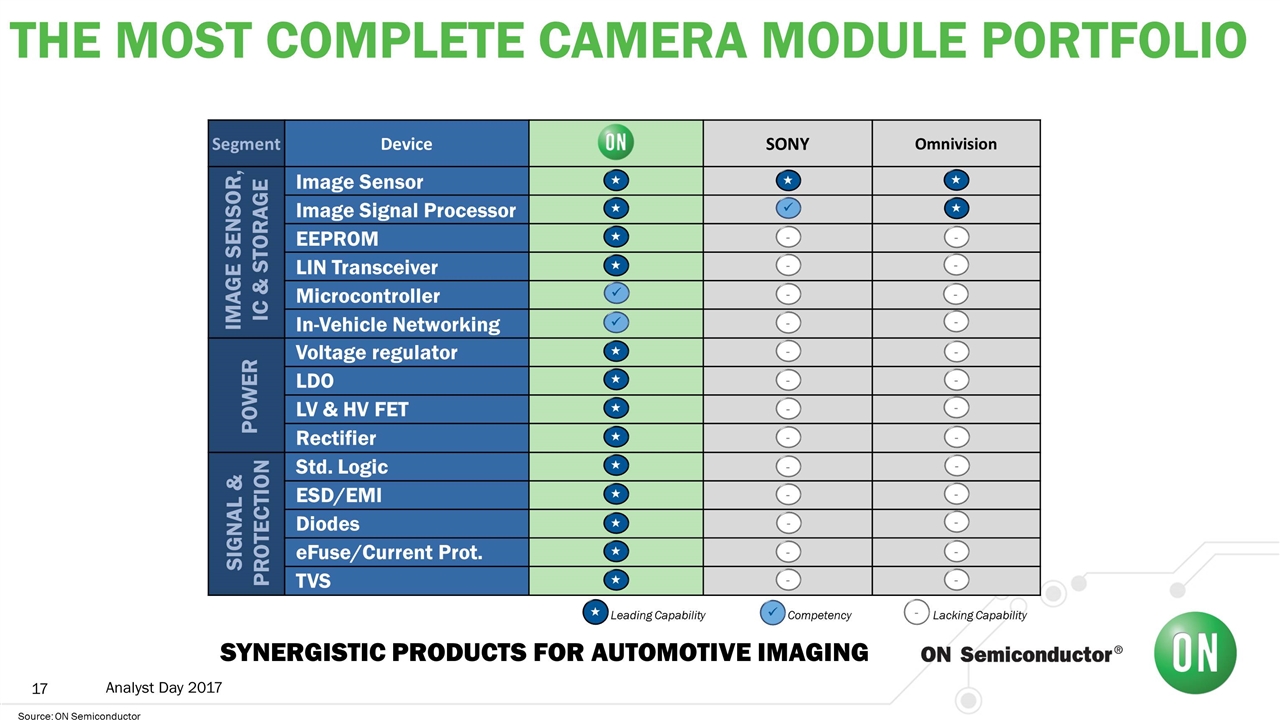 THE MOST COMPLETE CAMERA MODULE PORTFOLIO
Segment Device ON SONY Omnivision
IMAGE SENSOR,
IC & STORAGE
Image Sensor
Image Signal Processor
EEPROM - -
LIN Transceiver - -
Microcontroller - -
In-Vehicle Networking - -
POWER
Voltage regulator - -
LDO - -
LV & HV FET - -
Rectifier - -
SIGNAL &
PROTECTION
Std. Logic - -
ESD/EMI - -
Diodes - -
eFuse/Current Prot. - -
TVS - -
Leading Capability Competency - Lacking Capability
SYNERGISTIC PRODUCTS FOR AUTOMOTIVE IMAGING
ON Semiconductor®
ON
17 Analyst Day 2017
Source: ON Semiconductor